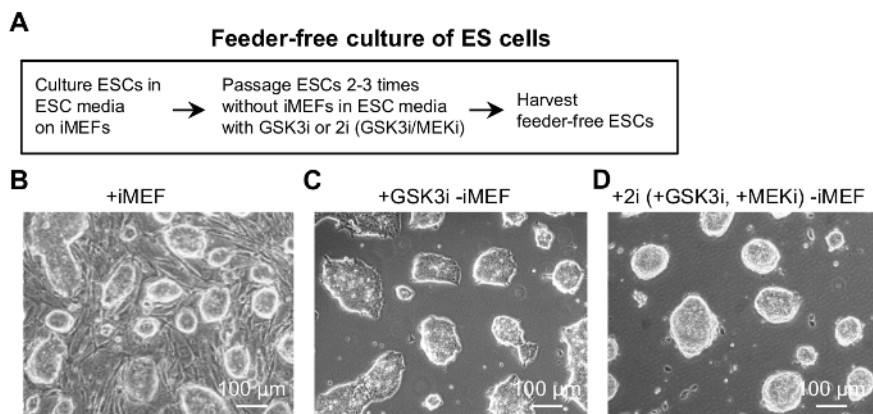 A
Feeder-free culture of ES cells
Culture ESCs in
ESC media
on iMEFs
Passage ESCs 2-3 times
without iMEFs in ESC media
with GSK3i or 2i (GSK3i/MEKi)
Harvest
feeder-free ESCs
B
+iMEF
C
+GSK3i -iMEF
D
+2i (+GSK3i, +MEKi) -iMEF
100 µm
100 µm
100 µm